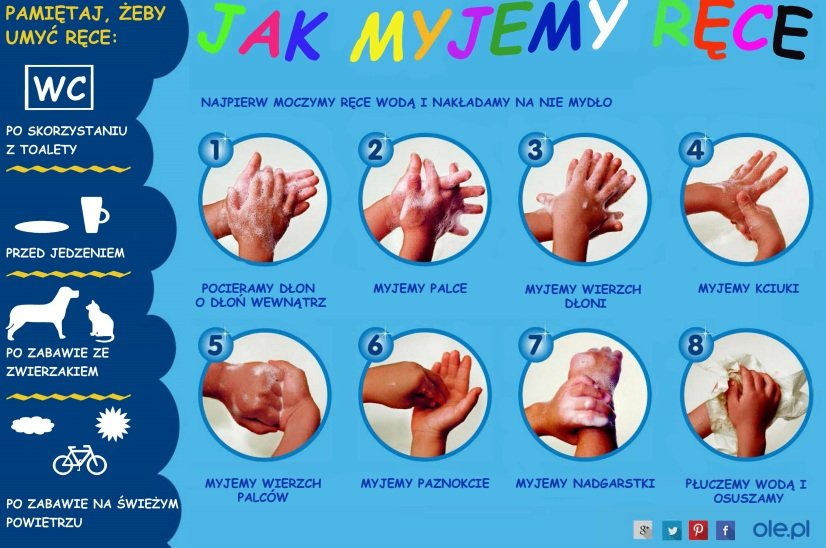 PAMIĘTAJ, ŻEBY
UMYĆ RĘCE:
WC
PO SKORZYSTANIU
Z TOALETY
PRZED JEDZENIEM
PO ZABAWIE ZE
ZWIERZAKIEM
PO ZABAWIE NA ŚWIEŻYM
POWIETRZU
JAK MYJEMY RĘCE
NAJPIERW MOCZYMY RĘCE WODĄ I NAKŁADAMY NA NIE MYDŁO
1
POCIERAMY DŁON
O DŁOŃ WEWNĄTRZ
2
MYJEMY PALCE
3
MYJEMY WIERZCH
DŁONI
4
MYJEMY KCIUKI
5
MYJEMY WIERZCH
PALCÓW
6
MYJEMY PAZNOKCIE
7
MYJEMY NADGARSTKI
8
PŁUCZEMY WODĄ I
OSUSZAMY
ole.pl